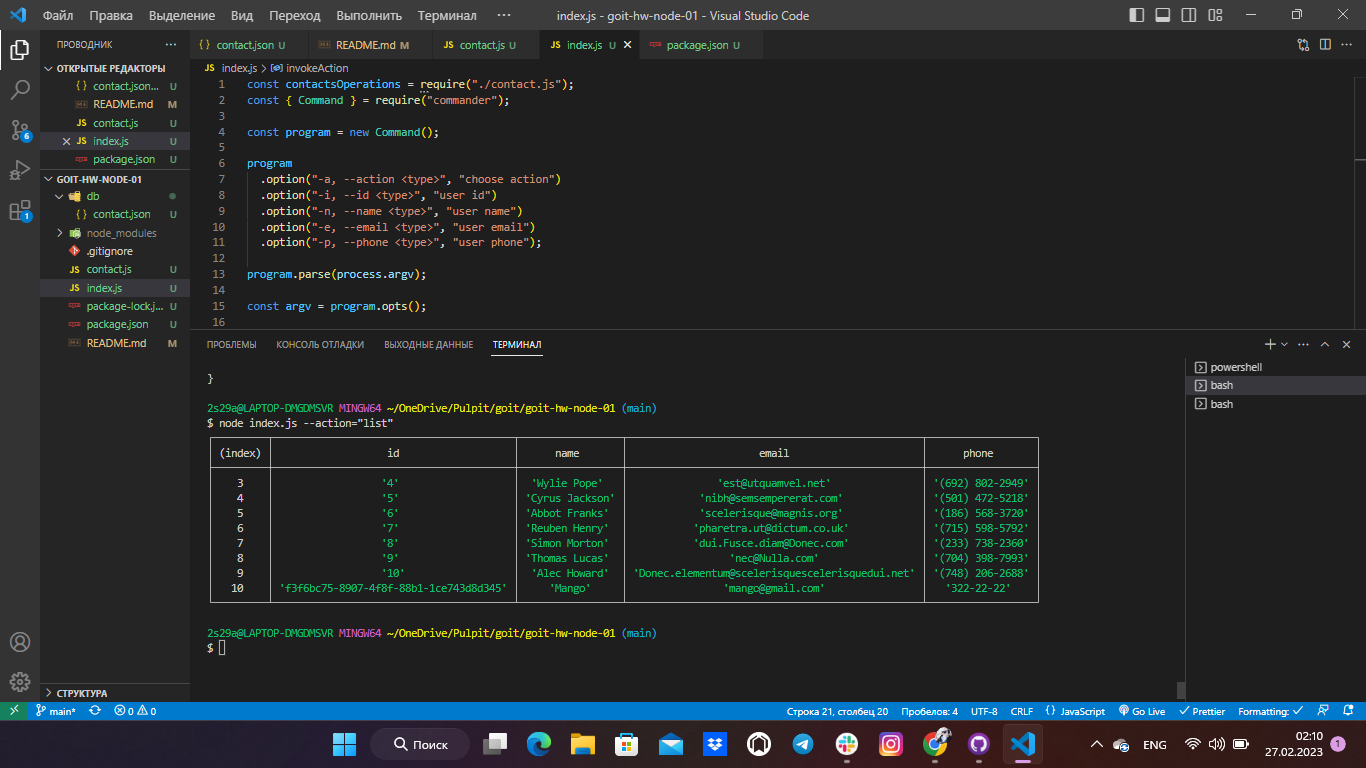 Файл Правка Выделение Вид Переход Выполнить Терминал ··· index.js - goit-hw-node-01 - Visual Studio Code
ПРОВОДНИК ···
ОТКРЫТЫЕ РЕДАКТОРЫ
{ } contact.json... U
README.md M
JS contact.js U
JS index.js U
package.json U
GOIT-HW-NODE-01
db
{ } contact.json U
node_modules
.gitignore
JS contact.js U
JS index.js U
package-lock.j... U
package.json U
README.md M
СТРУКТУРА
6
1
{ } contact.json U README.md M JS contact.js U JS index.js U package.json U
JS index.js > invokeAction
1 const contactsOperations = require("./contact.js");
2 const { Command } = require("commander");
3
4 const program = new Command();
5
6 program
7 .option("-a, --action <type>", "choose action")
8 .option("-i, --id <type>", "user id")
9 .option("-n, --name <type>", "user name")
10 .option("-e, --email <type>", "user email")
11 .option("-p, --phone <type>", "user phone");
12
13 program.parse(process.argv);
14
15 const argv = program.opts();
16
ПРОБЛЕМЫ КОНСОЛЬ ОТЛАДКИ ВЫХОДНЫЕ ДАННЫЕ ТЕРМИНАЛ
}
2s29a@LAPTOP-DMGDMSVR MINGW64 ~/OneDrive/Pulpit/goit/goit-hw-node-01 (main)
$ node index.js --action="list"
(index) id name email phone
3 '4' 'Wylie Pope' 'est@utquamvel.net' '(692) 802-2949'
4 '5' 'Cyrus Jackson' 'nibh@semsempererat.com' '(501) 472-5218'
5 '6' 'Abbot Franks' 'scelerisque@magnis.org' '(186) 568-3720'
6 '7' 'Reuben Henry' 'pharetra.ut@dictum.co.uk' '(715) 598-5792'
7 '8' 'Simon Morton' 'dui.Fusce.diam@Donec.com' '(233) 738-2360'
8 '9' 'Thomas Lucas' 'nec@Nulla.com' '(704) 398-7993'
9 '10' 'Alec Howard' 'Donec.elementum@scelerisquescelerisquedui.net' '(748) 206-2688'
10 'f3f6bc75-8907-4f8f-88b1-1ce743d8d345' 'Mango' 'mango@gmail.com' '322-22-22'
2s29a@LAPTOP-DMGDMSVR MINGW64 ~/OneDrive/Pulpit/goit/goit-hw-node-01 (main)
$
powershell
bash
bash
main* 0 0 Строка 21, столбец 20 Пробелов: 4 UTF-8 CRLF { } JavaScript Go Live Prettier Formatting:
Поиск ENG 02:10
27.02.2023 1